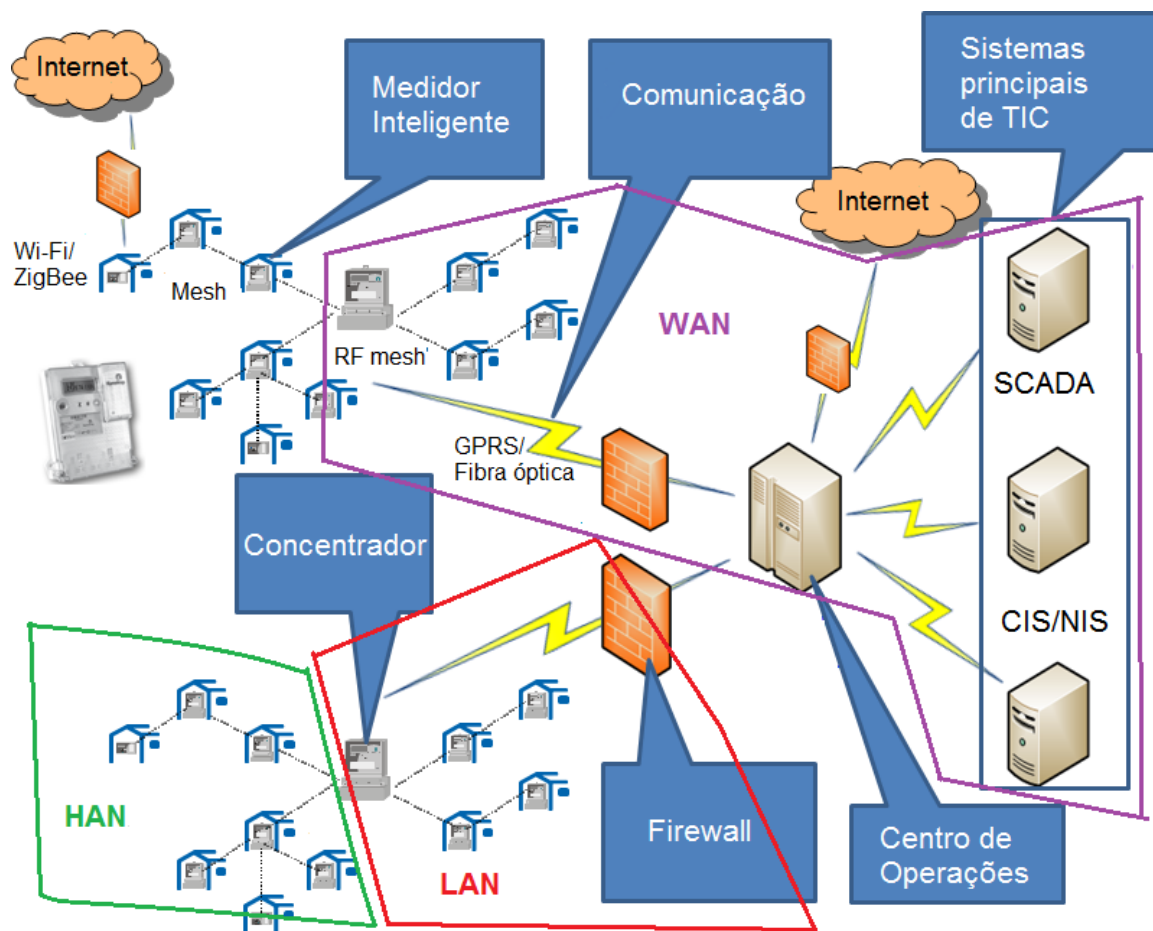 Internet
Medidor
Inteligente
Comunicação
Sistemas
principais
de TIC
Internet
Wi-Fi/
ZigBee
Mesh
RF mesh
WAN
SCADA
GPRS/
Fibra óptica
Concentrador
CIS/NIS
HAN
LAN
Firewall
Centro de
Operações